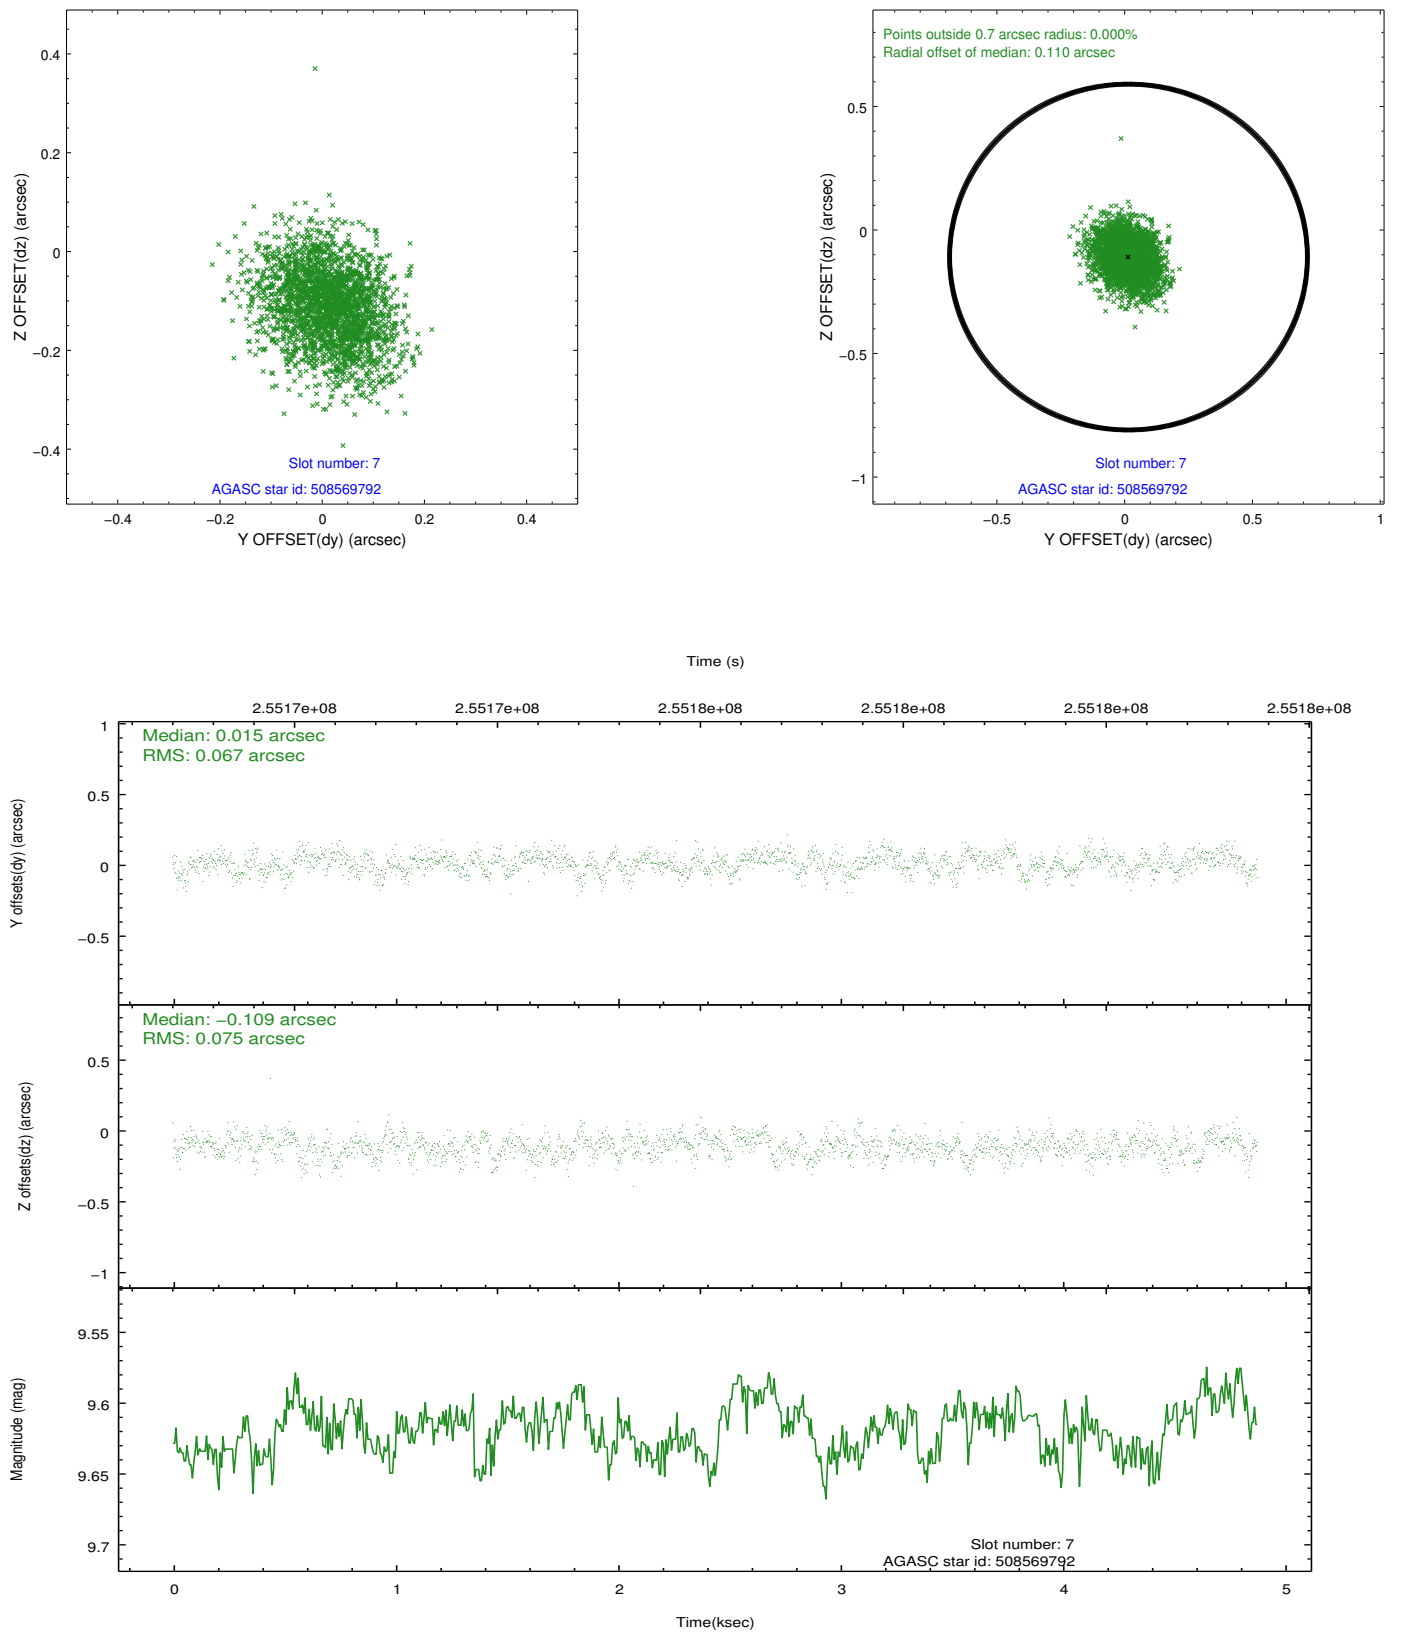 0.4
0.2
0
−0.2
−0.4
Z OFFSET(dz) (arcsec)
Slot number: 7
AGASC star id: 508569792
−0.4 −0.2 0 0.2 0.4
Y OFFSET(dy) (arcsec)
Points outside 0.7 arcsec radius: 0.000%
Radial offset of median: 0.110 arcsec
0.5
0
−0.5
−1
Z OFFSET(dz) (arcsec)
Slot number: 7
AGASC star id: 508569792
−0.5 0 0.5 1
Y OFFSET(dy) (arcsec)
Time (s)
2.5517e+08 2.5517e+08 2.5518e+08 2.5518e+08 2.5518e+08 2.5518e+08
Median: 0.015 arcsec
RMS: 0.067 arcsec
1
0.5
0
−0.5
Y offsets(dy) (arcsec)
Median: −0.109 arcsec
RMS: 0.075 arcsec
0.5
0
−0.5
−1
Z offsets(dz) (arcsec)
9.55
9.6
9.65
9.7
Magnitude (mag)
Slot number: 7
AGASC star id: 508569792
0 1 2 3 4 5
Time(ksec)